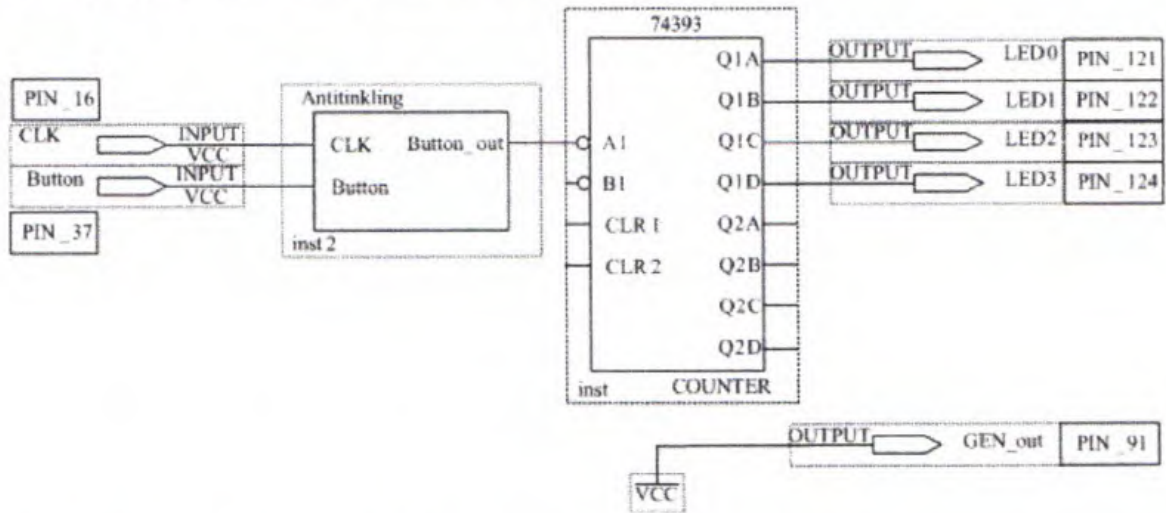 74393
Q1A
OUTPUT
LED0
PIN_121
Q1B
OUTPUT
LED1
PIN_122
Q1C
OUTPUT
LED2
PIN_123
Q1D
OUTPUT
LED3
PIN_124
Q2A
Q2B
Q2C
Q2D
PIN_16
CLK
INPUT
VCC
Button
INPUT
VCC
PIN_37
Antitinkling
CLK
Button_out
Button
inst 2
A1
B1
CLR 1
CLR 2
inst
COUNTER
OUTPUT
GEN_out
PIN_91
VCC